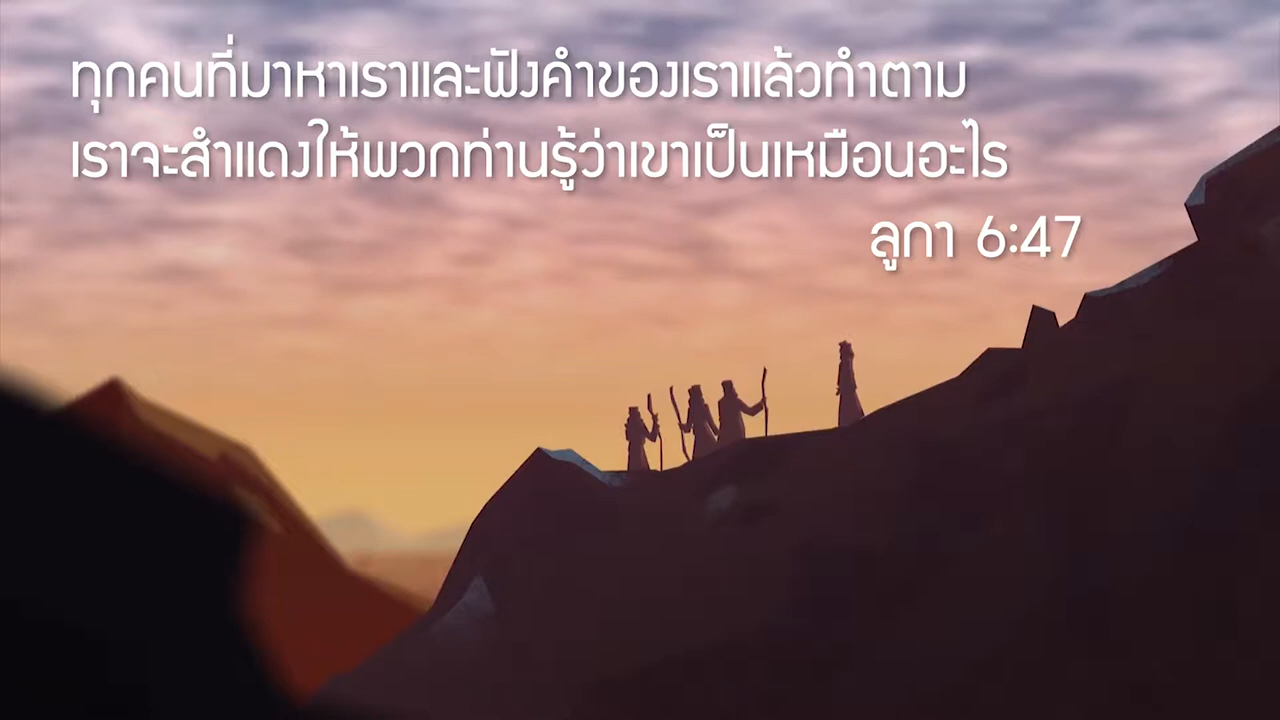 ทุกคนที่มาหาเราและฟังคำของเราแล้วทำตาม
เราจะสำแดงให้พวกท่านรู้ว่าเขาเป็นเหมือนอะไร
ลูกา 6:47